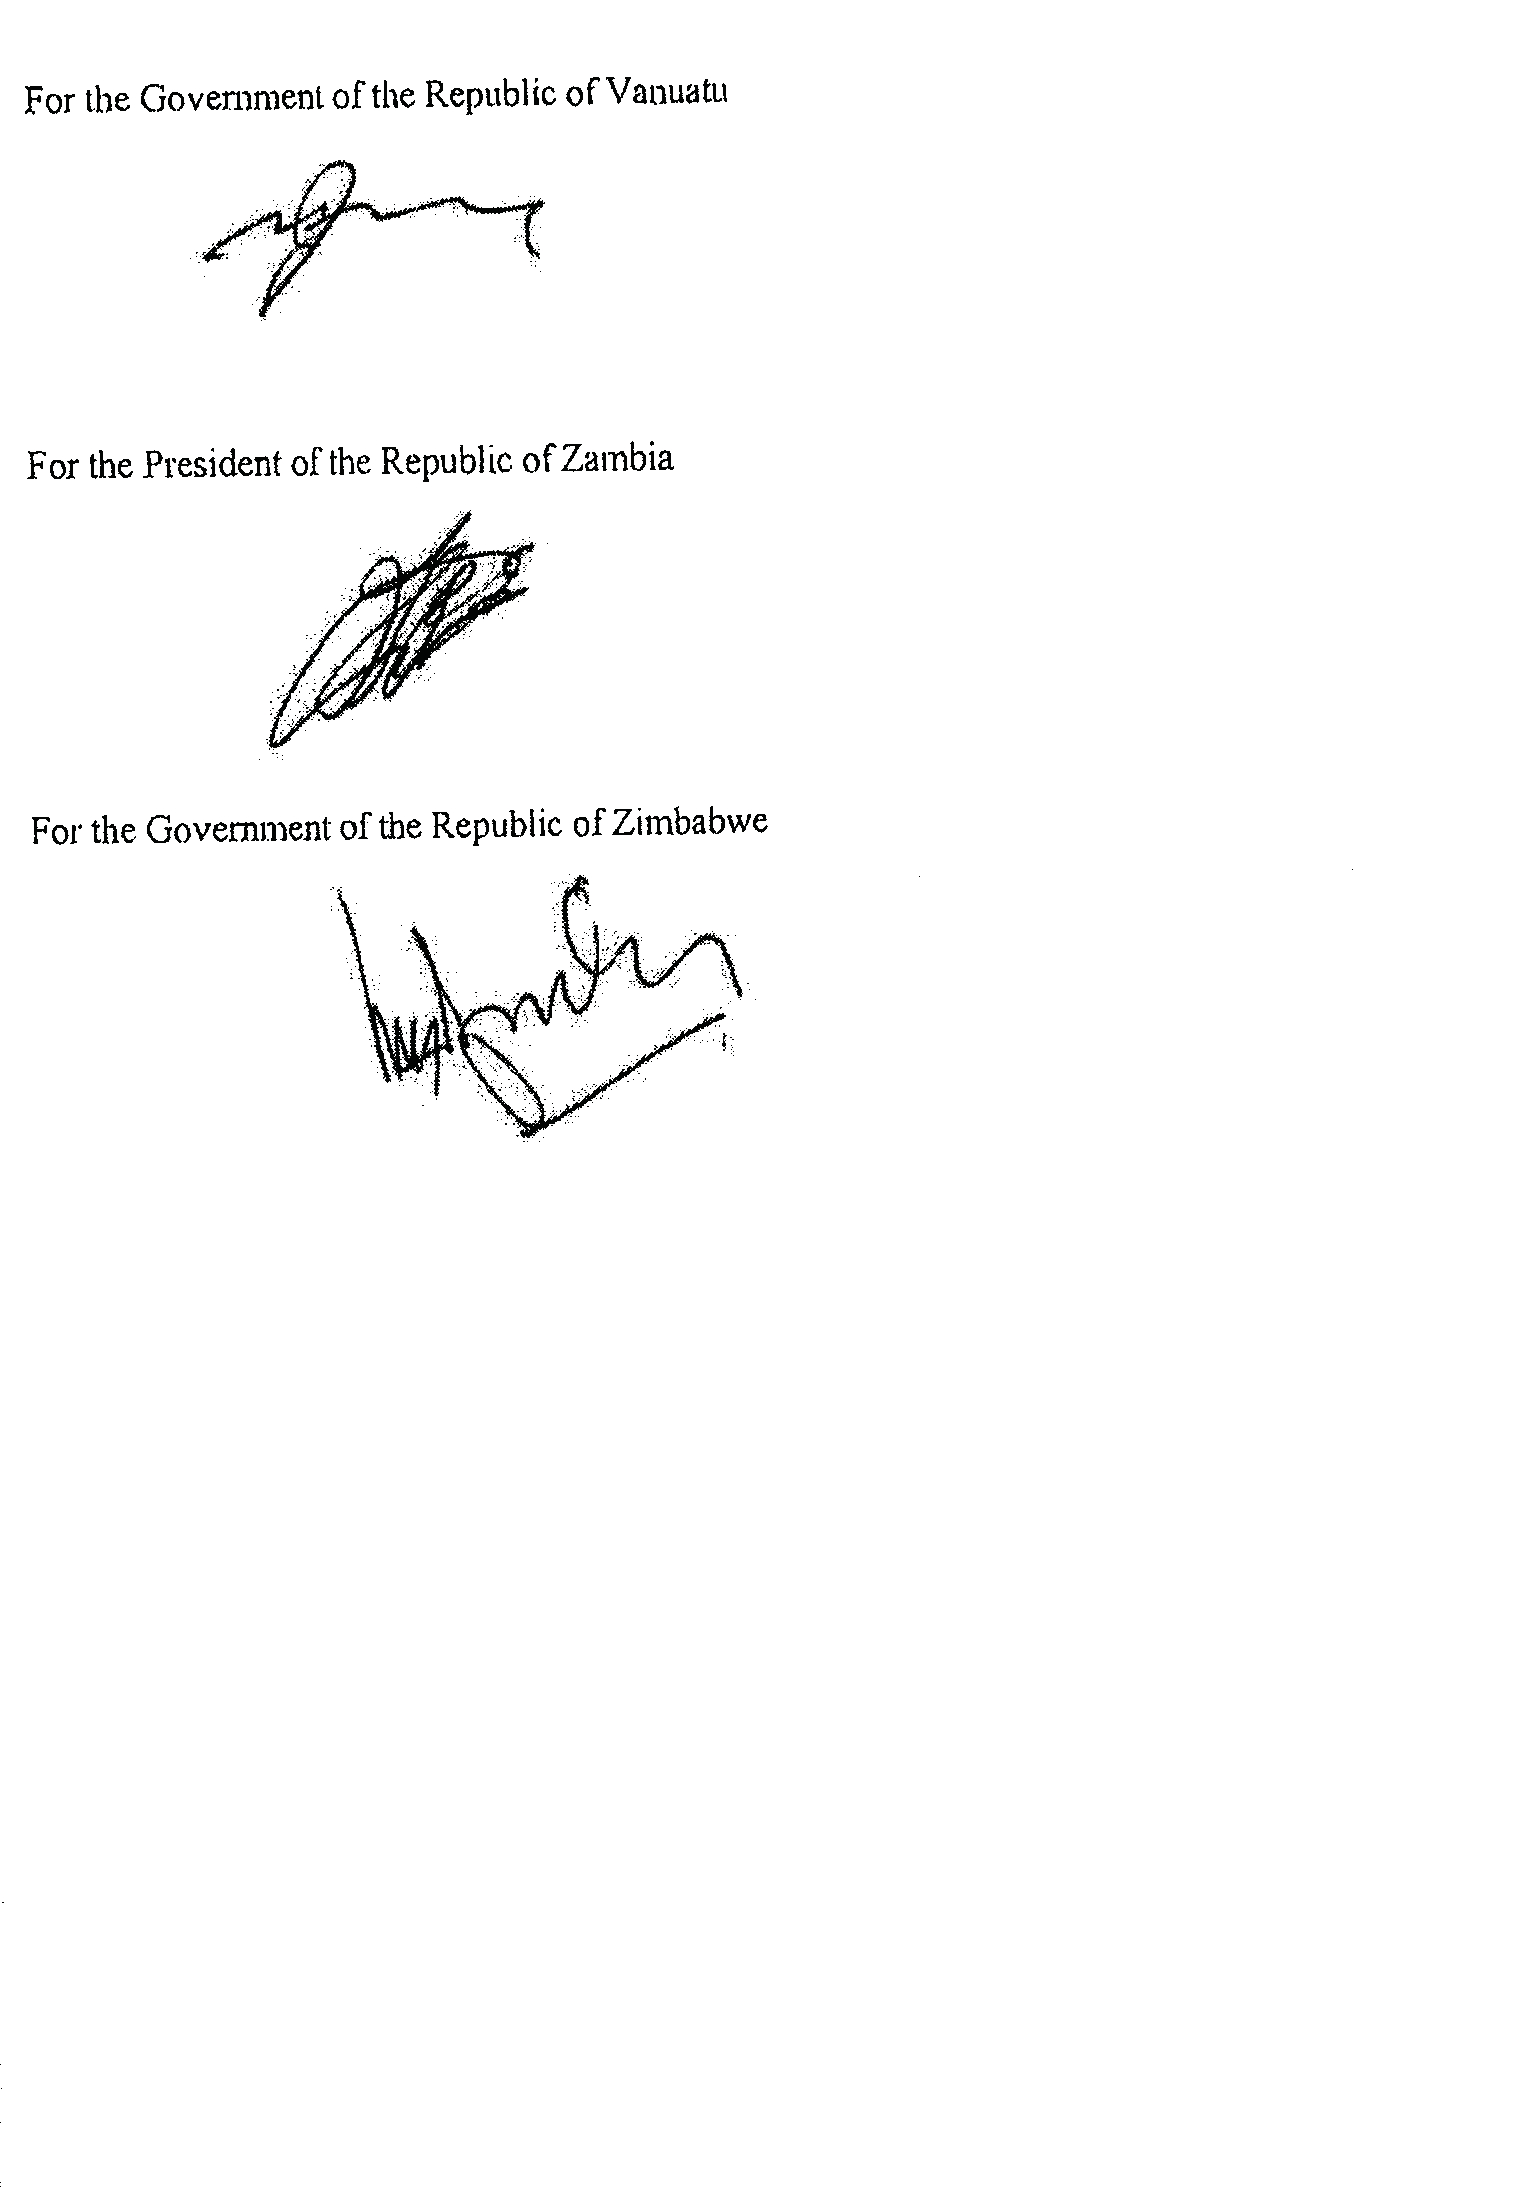 For the Government of the Republic of Vanuatu
For the President of the Republic of Zambia
For the Government of the Republic of Zimbabwe